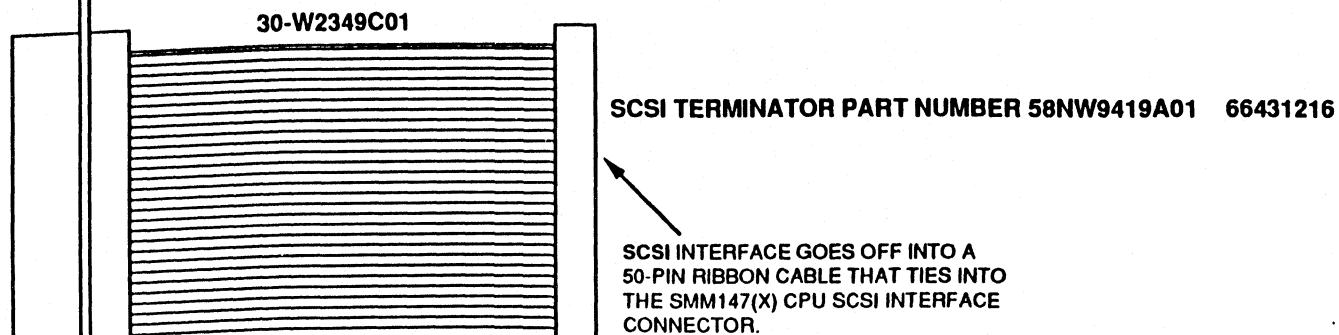 30-W2349C01
SCSI TERMINATOR PART NUMBER 58NW9419A01 66431216
SCSI INTERFACE GOES OFF INTO A
50-PIN RIBBON CABLE THAT TIES INTO
THE SMM147(X) CPU SCSI INTERFACE
CONNECTOR.